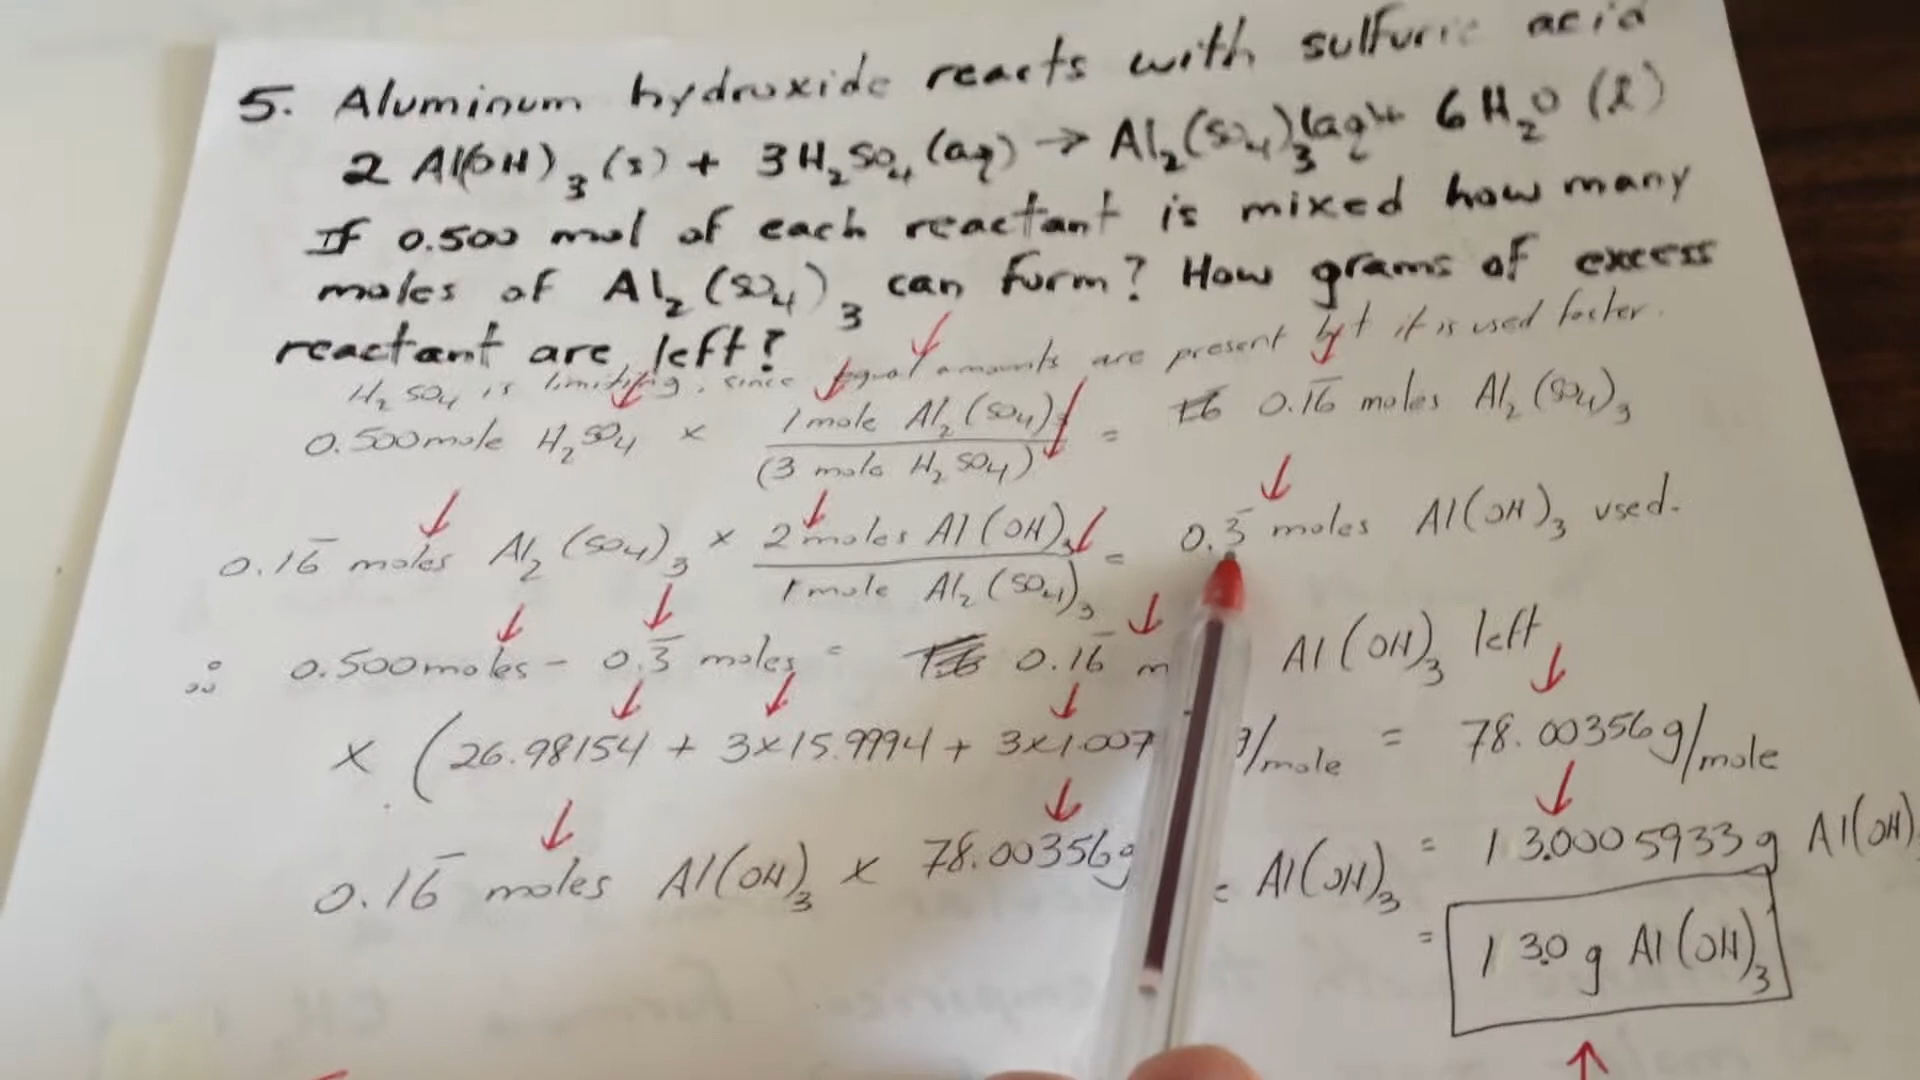 5. Aluminum hydroxide reacts with sulfuric acid
2 Al(OH)₃ (s) + 3H₂SO₄ (aq) → Al₂(SO₄)₃(aq) + 6H₂O (l)
If 0.500 mol of each reactant is mixed how many
moles of Al₂(SO₄)₃ can form? How grams of excess
reactant are left?
H₂SO₄ is limiting, since equal amounts are present but it is used faster.
0.500 mole H₂SO₄ × 1 mole Al₂(SO₄)₃ / (3 mole H₂SO₄) = 0.16̅ moles Al₂(SO₄)₃
0.16̅ moles Al₂(SO₄)₃ × 2 moles Al(OH)₃ / 1 mole Al₂(SO₄)₃ = 0.3̅ moles Al(OH)₃ used.
∴ 0.500 moles - 0.3̅ moles = 0.16̅ m Al(OH)₃ left
× (26.98154 + 3×15.9994 + 3×1.007 g/mole = 78.00356 g/mole
0.16̅ moles Al(OH)₃ × 78.00356 g Al(OH)₃ = 13.0005933 g Al(OH)
= 13.0 g Al(OH)₃